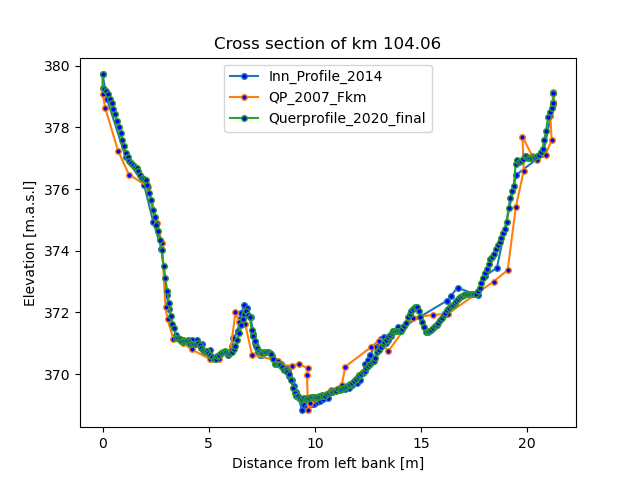 Cross section of km 104.06
Inn_Profile_2014
QP_2007_Fkm
Querprofile_2020_final
Elevation [m.a.s.l]
380
378
376
374
372
370
0
5
10
15
20
Distance from left bank [m]